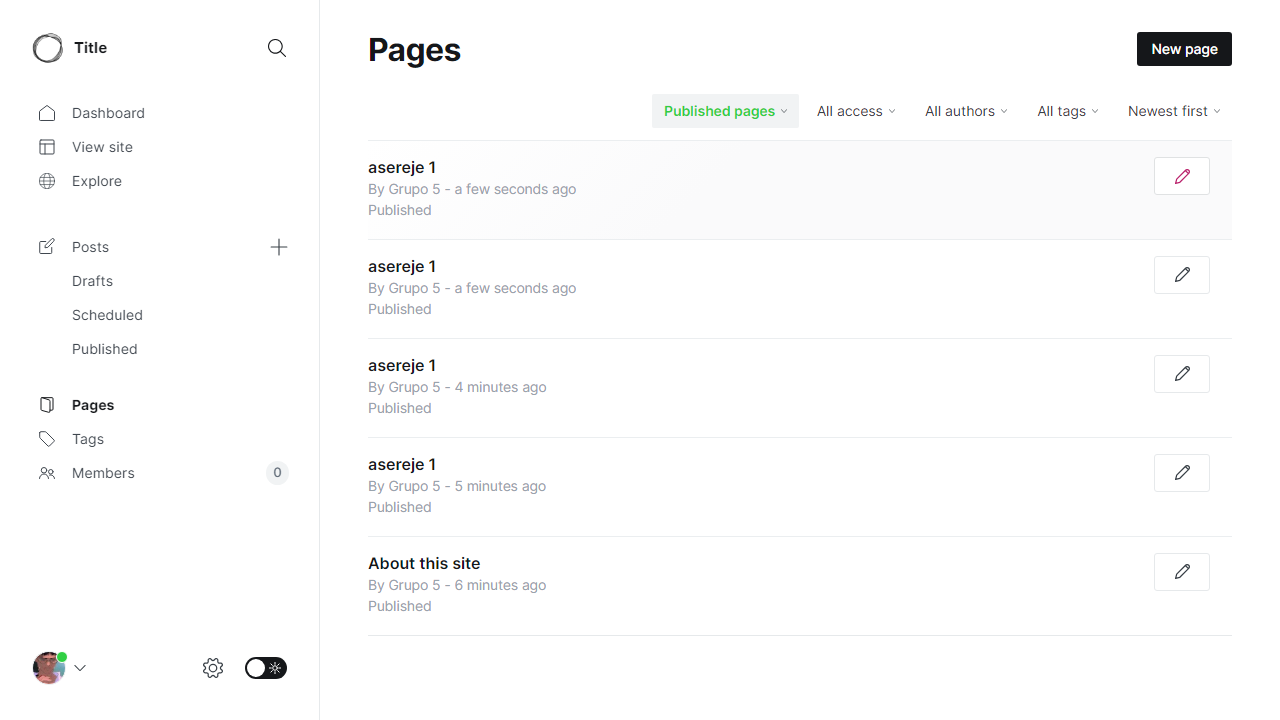 Title
Dashboard
View site
Explore
Posts
Drafts
Scheduled
Published
Pages
Tags
Members 0
Pages
New page
Published pages All access All authors All tags Newest first
asereje 1
By Grupo 5 - a few seconds ago
Published
asereje 1
By Grupo 5 - a few seconds ago
Published
asereje 1
By Grupo 5 - 4 minutes ago
Published
asereje 1
By Grupo 5 - 5 minutes ago
Published
About this site
By Grupo 5 - 6 minutes ago
Published